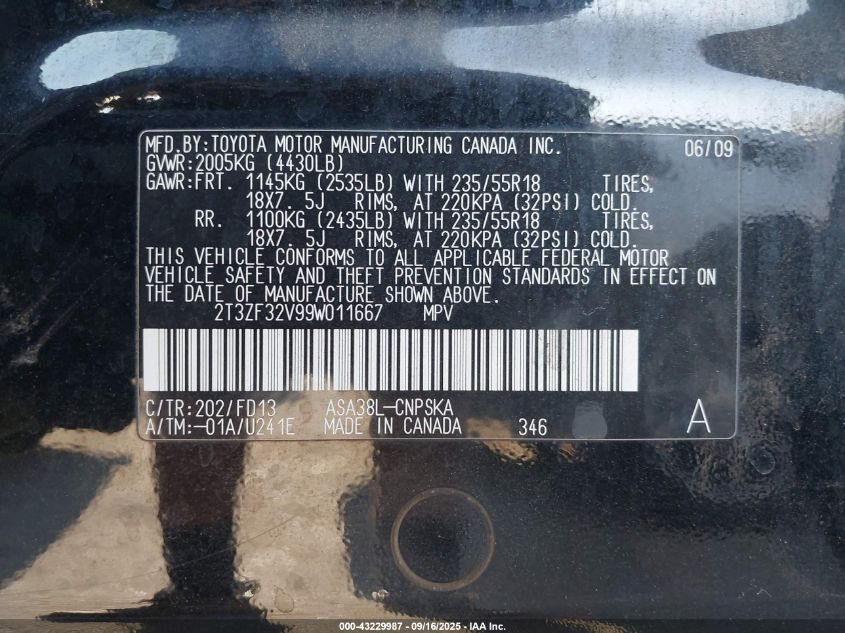 MFD.BY:TOYOTA MOTOR MANUFACTURING CANADA INC. 06/09
GVWR:2005KG (4430LB)
GAWR:FRT. 1145KG (2535LB) WITH 235/55R18 TIRES,
18X7. 5J RIMS, AT 220KPA (32PSI) COLD.
RR. 1100KG (2435LB) WITH 235/55R18 TIRES,
18X7. 5J RIMS, AT 220KPA (32PSI) COLD.
THIS VEHICLE CONFORMS TO ALL APPLICABLE FEDERAL MOTOR
VEHICLE SAFETY AND THEFT PREVENTION STANDARDS IN EFFECT ON
THE DATE OF MANUFACTURE SHOWN ABOVE.
2T3ZF32V99W011667 MPV
C/TR:202/FD13 ASA38L-CNPSKA
A/TM:-01A/U241E MADE IN CANADA 346 A
000-43229987 - 09/16/2025 - IAA Inc.